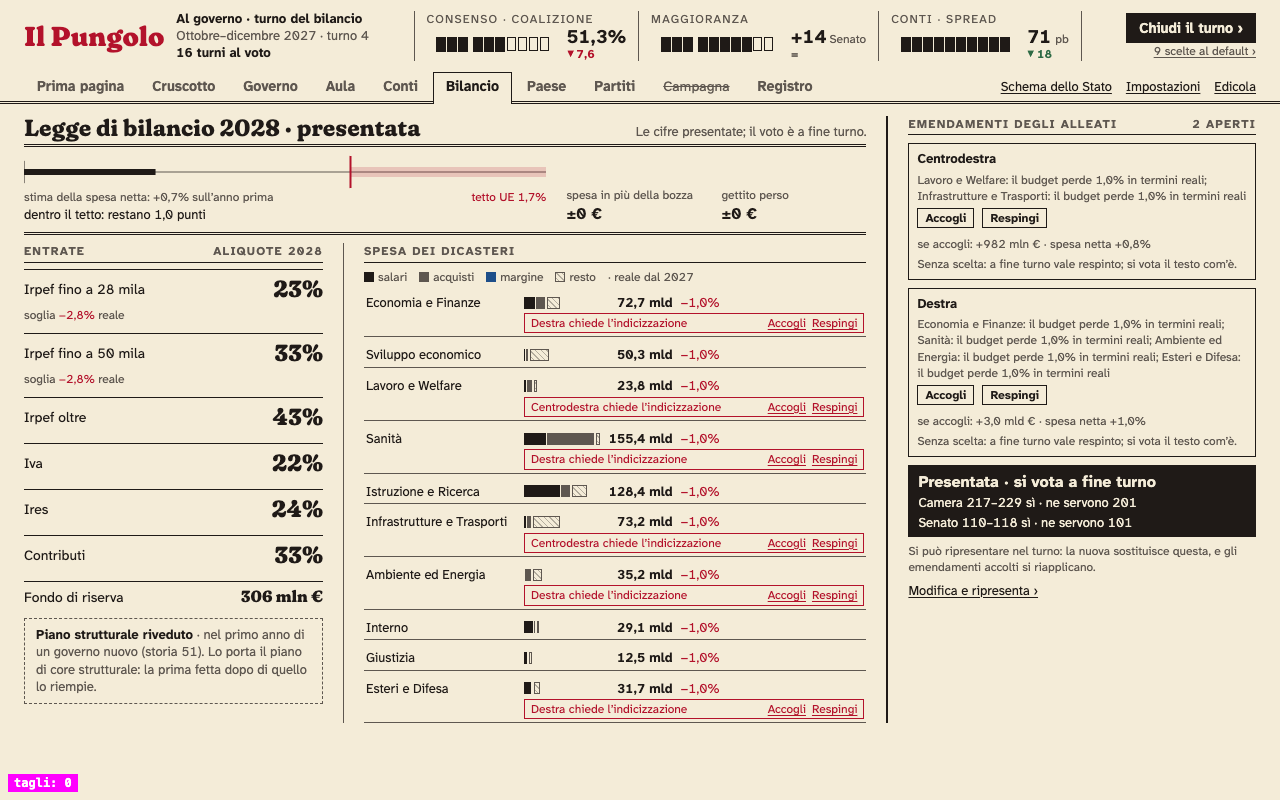 Il Pungolo
Al governo · turno del bilancio
Ottobre–dicembre 2027 · turno 4
16 turni al voto
CONSENSO · COALIZIONE
51,3%
▼7,6
MAGGIORANZA
+14 Senato
=
CONTI · SPREAD
71 pb
▼18
Chiudi il turno ›
9 scelte al default ›
Prima pagina
Cruscotto
Governo
Aula
Conti
Bilancio
Paese
Partiti
Campagna
Registro
Schema dello Stato
Impostazioni
Edicola
Legge di bilancio 2028 · presentata
Le cifre presentate; il voto è a fine turno.
stima della spesa netta: +0,7% sull’anno prima
tetto UE 1,7%
dentro il tetto: restano 1,0 punti
spesa in più della bozza
±0 €
gettito perso
±0 €
ENTRATE
ALIQUOTE 2028
Irpef fino a 28 mila
23%
soglia −2,8% reale
Irpef fino a 50 mila
33%
soglia −2,8% reale
Irpef oltre
43%
Iva
22%
Ires
24%
Contributi
33%
Fondo di riserva
306 mln €
Piano strutturale riveduto · nel primo anno di
un governo nuovo (storia 51). Lo porta il piano
di core strutturale: la prima fetta dopo di quello
lo riempie.
SPESA DEI DICASTERI
salari
acquisti
margine
resto
· reale dal 2027
Economia e Finanze
72,7 mld −1,0%
Destra chiede l’indicizzazione
Accogli Respingi
Sviluppo economico
50,3 mld −1,0%
Lavoro e Welfare
23,8 mld −1,0%
Centrodestra chiede l’indicizzazione
Accogli Respingi
Sanità
155,4 mld −1,0%
Destra chiede l’indicizzazione
Accogli Respingi
Istruzione e Ricerca
128,4 mld −1,0%
Infrastrutture e Trasporti
73,2 mld −1,0%
Centrodestra chiede l’indicizzazione
Accogli Respingi
Ambiente ed Energia
35,2 mld −1,0%
Destra chiede l’indicizzazione
Accogli Respingi
Interno
29,1 mld −1,0%
Giustizia
12,5 mld −1,0%
Esteri e Difesa
31,7 mld −1,0%
Destra chiede l’indicizzazione
Accogli Respingi
EMENDAMENTI DEGLI ALLEATI
2 APERTI
Centrodestra
Lavoro e Welfare: il budget perde 1,0% in termini reali;
Infrastrutture e Trasporti: il budget perde 1,0% in termini reali
Accogli
Respingi
se accogli: +982 mln € · spesa netta +0,8%
Senza scelta: a fine turno vale respinto; si vota il testo com’è.
Destra
Economia e Finanze: il budget perde 1,0% in termini reali;
Sanità: il budget perde 1,0% in termini reali; Ambiente ed
Energia: il budget perde 1,0% in termini reali; Esteri e Difesa:
il budget perde 1,0% in termini reali
Accogli
Respingi
se accogli: +3,0 mld € · spesa netta +1,0%
Senza scelta: a fine turno vale respinto; si vota il testo com’è.
Presentata · si vota a fine turno
Camera 217–229 sì · ne servono 201
Senato 110–118 sì · ne servono 101
Si può ripresentare nel turno: la nuova sostituisce questa, e gli
emendamenti accolti si riapplicano.
Modifica e ripresenta ›
tagli: 0